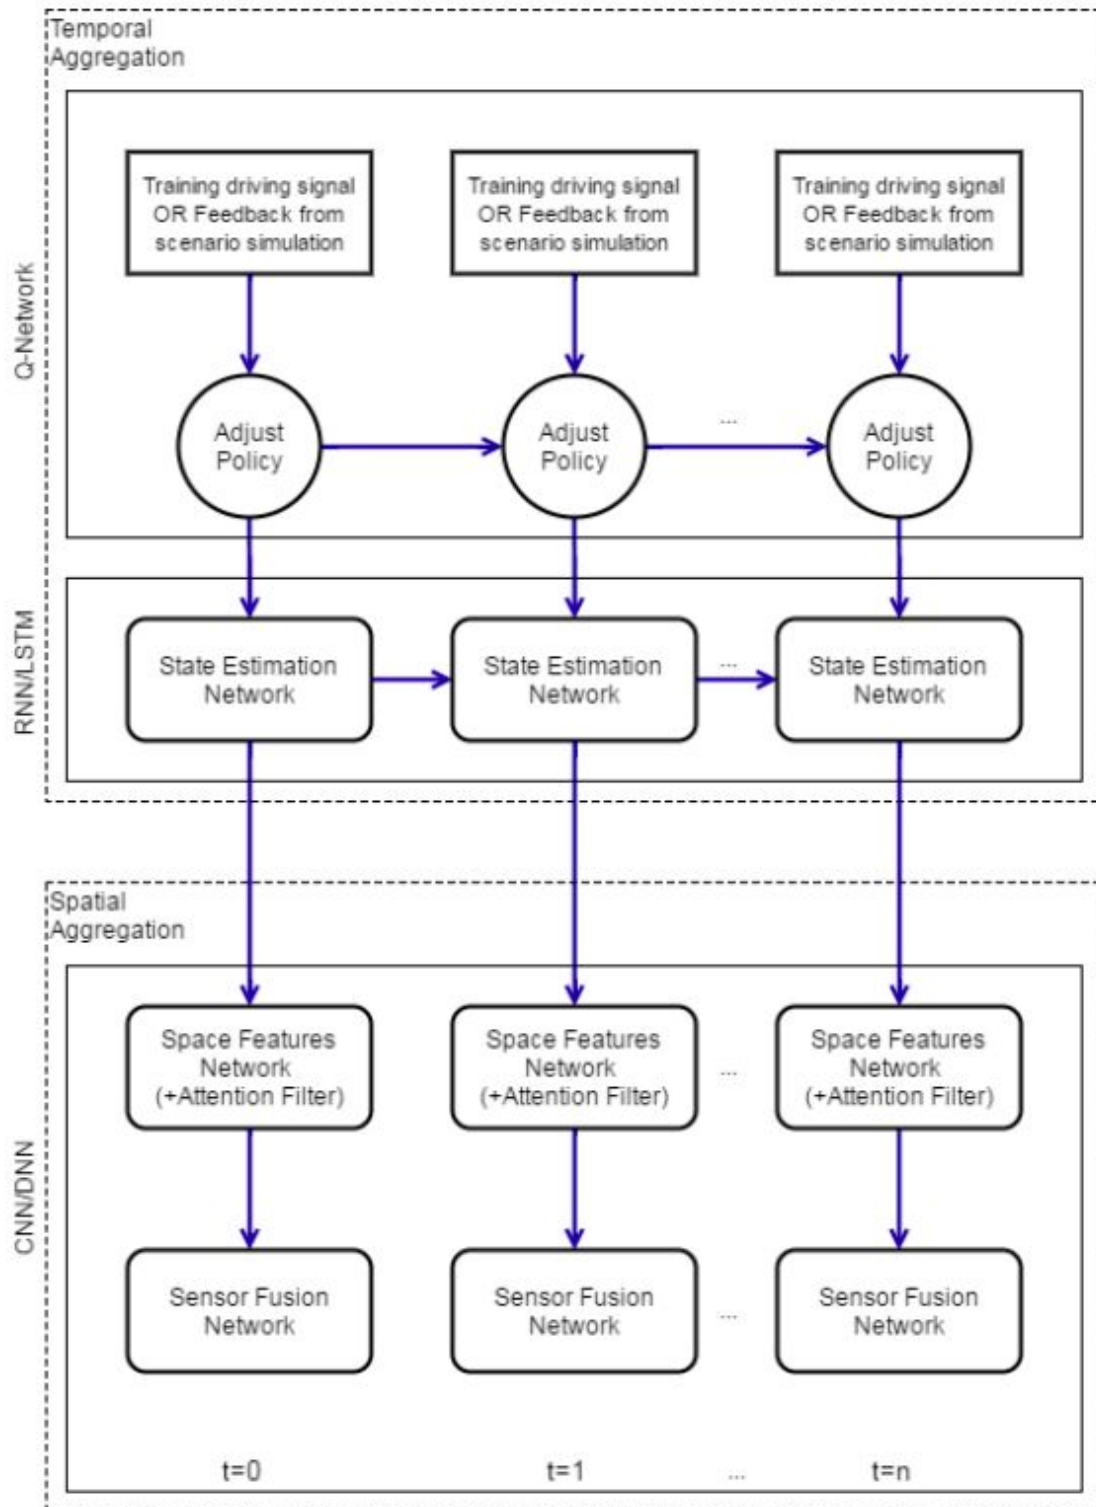 Temporal
Aggregation
Q-Network
Training driving signal
OR Feedback from
scenario simulation
Training driving signal
OR Feedback from
scenario simulation
Training driving signal
OR Feedback from
scenario simulation
Adjust
Policy
Adjust
Policy
...
Adjust
Policy
RNN/LSTM
State Estimation
Network
State Estimation
Network
...
State Estimation
Network
Spatial
Aggregation
CNN/DNN
Space Features
Network
(+Attention Filter)
Space Features
Network
(+Attention Filter)
...
Space Features
Network
(+Attention Filter)
Sensor Fusion
Network
Sensor Fusion
Network
...
Sensor Fusion
Network
t=0
t=1
...
t=n